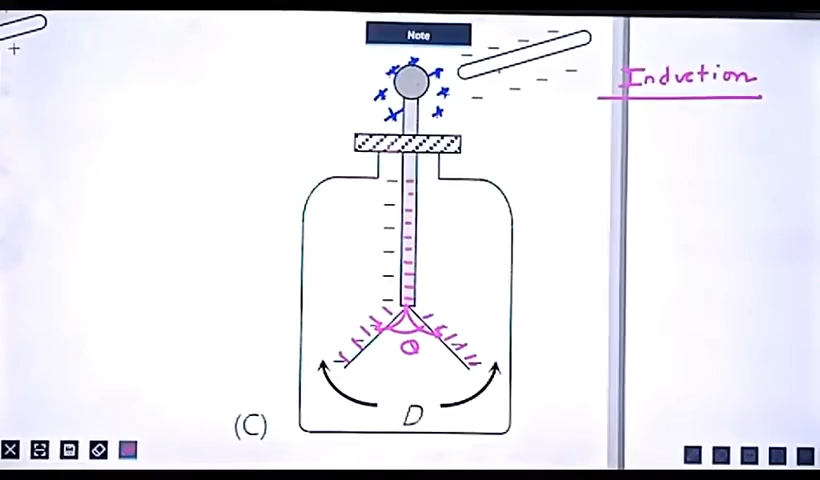 Note
Induction
θ
D
(C)